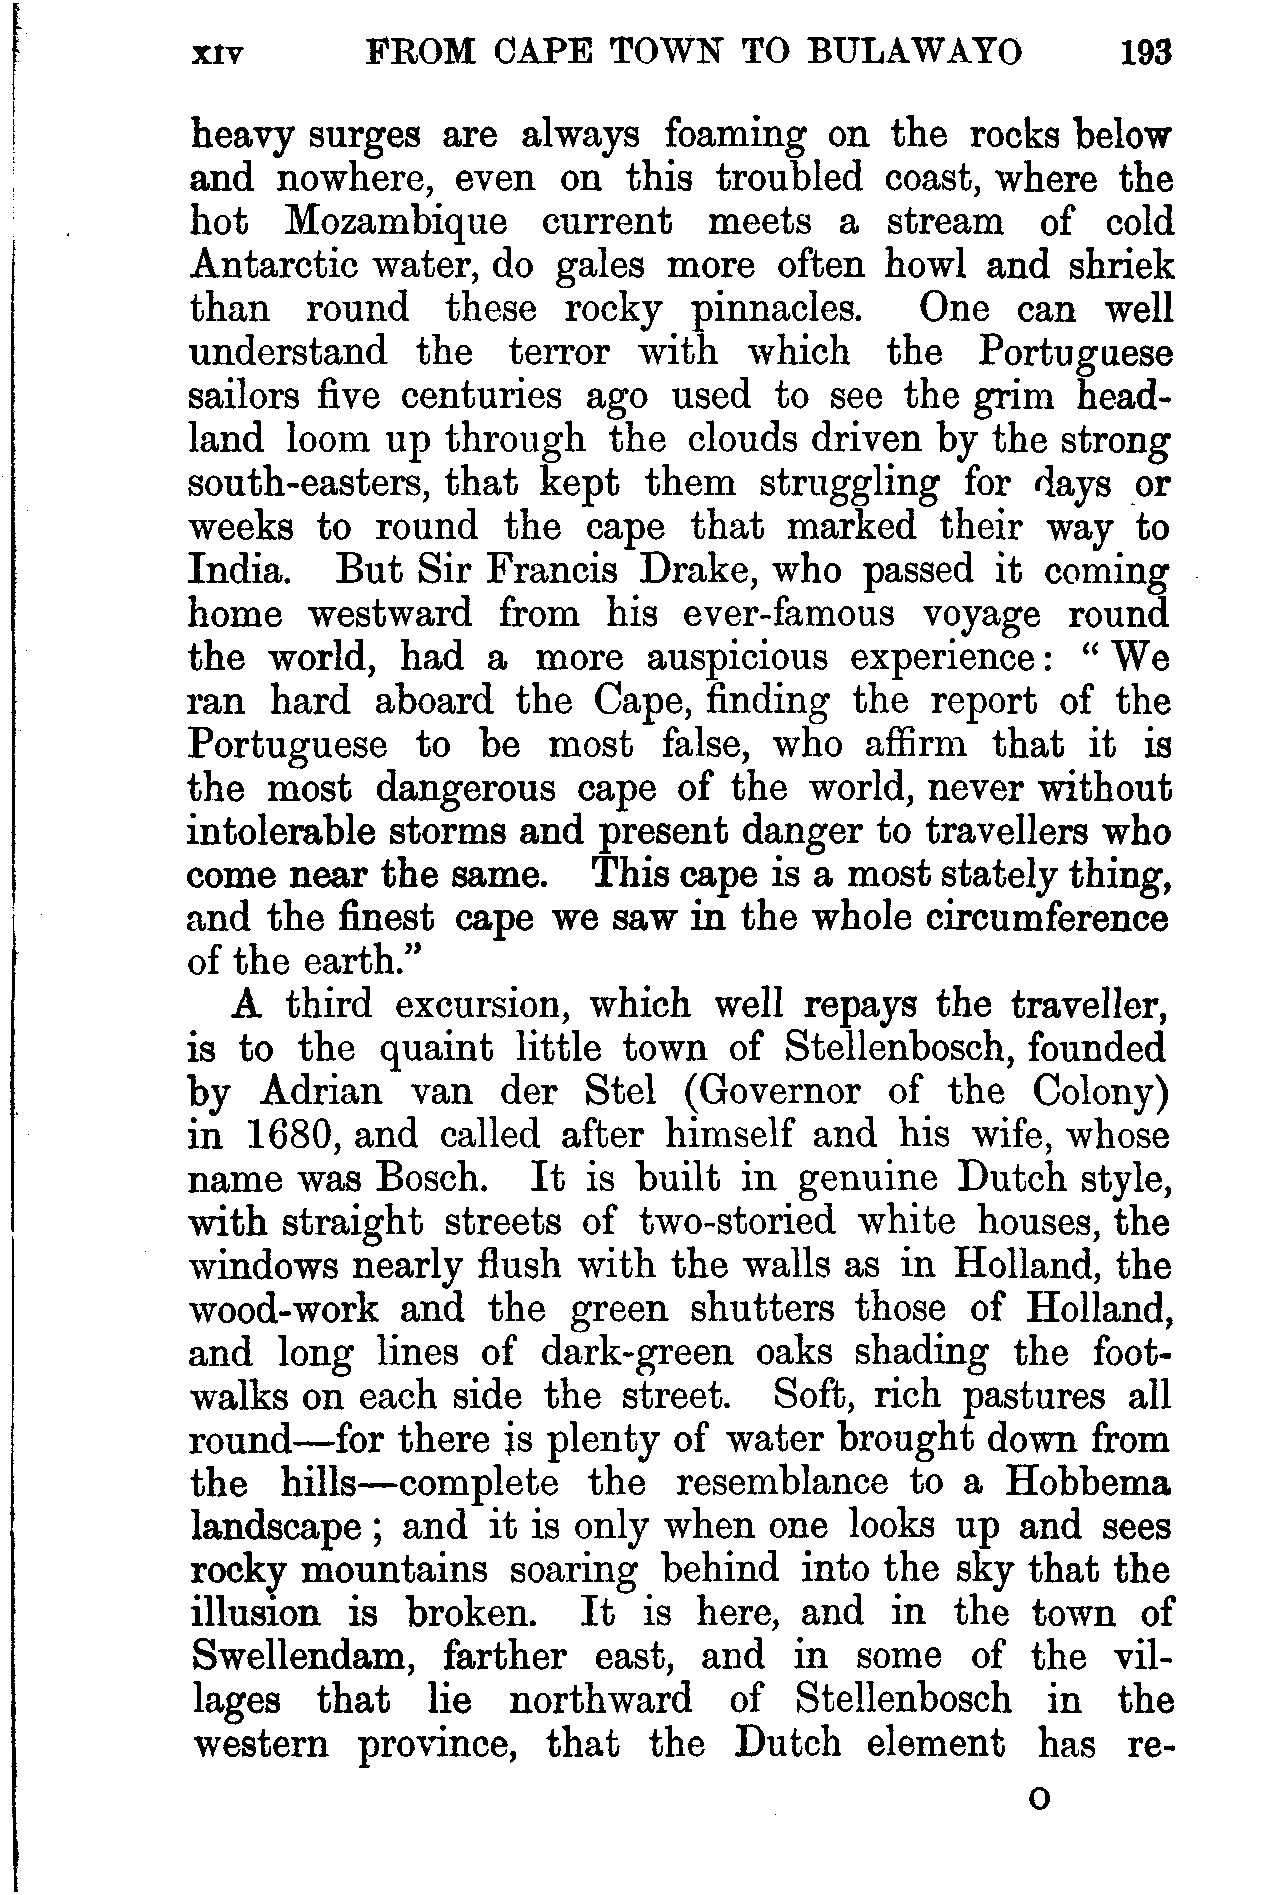 xiv FROM CAPE TOWN TO BULAWAYO 193
heavy surges are always foaming on the rocks below
and nowhere, even on this troubled coast, where the
hot Mozambique current meets a stream of cold
Antarctic water, do gales more often howl and shriek
than round these rocky pinnacles. One can well
understand the terror with which the Portuguese
sailors five centuries ago used to see the grim head-
land loom up through the clouds driven by the strong
south-easters, that kept them struggling for days or
weeks to round the cape that marked their way to
India. But Sir Francis Drake, who passed it coming
home westward from his ever-famous voyage round
the world, had a more auspicious experience: “ We
ran hard aboard the Cape, finding the report of the
Portuguese to be most false, who affirm that it is
the most dangerous cape of the world, never without
intolerable storms and present danger to travellers who
come near the same. This cape is a most stately thing,
and the finest cape we saw in the whole circumference
of the earth.”
A third excursion, which well repays the traveller,
is to the quaint little town of Stellenbosch, founded
by Adrian van der Stel (Governor of the Colony)
in 1680, and called after himself and his wife, whose
name was Bosch. It is built in genuine Dutch style,
with straight streets of two-storied white houses, the
windows nearly flush with the walls as in Holland, the
wood-work and the green shutters those of Holland,
and long lines of dark-green oaks shading the foot-
walks on each side the street. Soft, rich pastures all
round—for there is plenty of water brought down from
the hills—complete the resemblance to a Hobbema
landscape ; and it is only when one looks up and sees
rocky mountains soaring behind into the sky that the
illusion is broken. It is here, and in the town of
Swellendam, farther east, and in some of the vil-
lages that lie northward of Stellenbosch in the
western province, that the Dutch element has re-
O